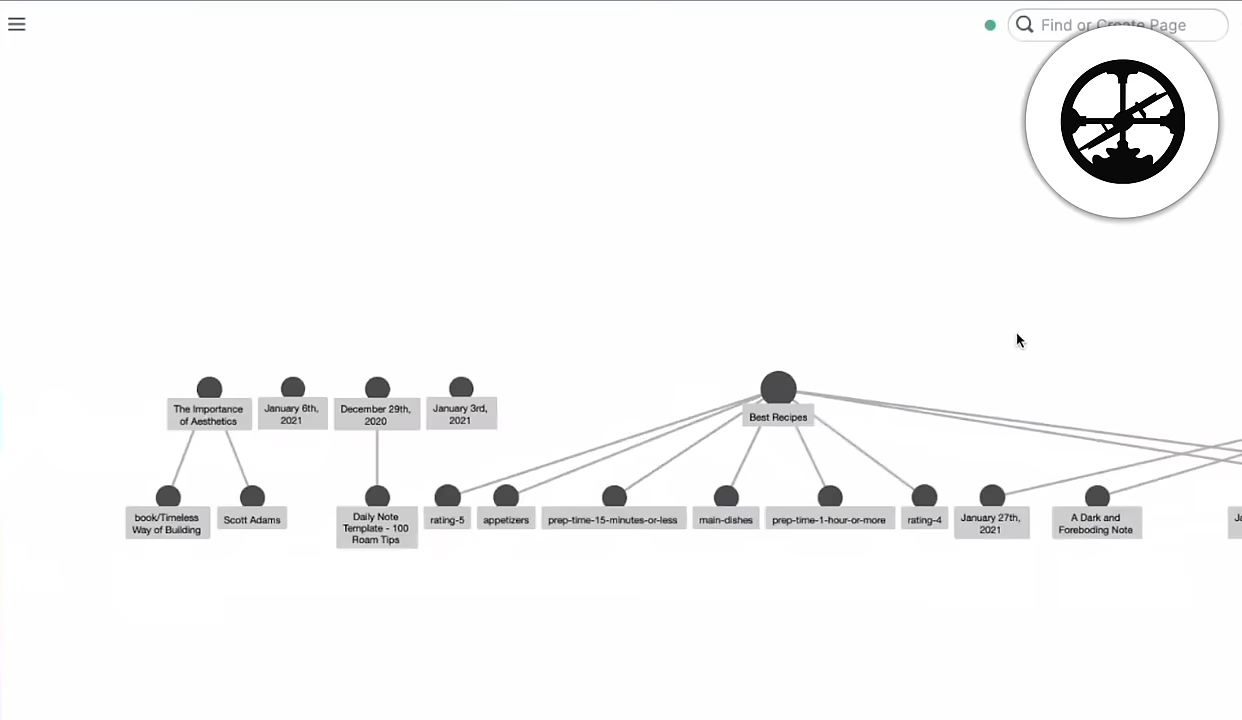 Find or Create Page
The Importance
of Aesthetics
January 6th,
2021
December 29th,
2020
January 3rd,
2021
Best Recipes
book/Timeless
Way of Building
Scott Adams
Daily Note
Template - 100
Roam Tips
rating-5
appetizers
prep-time-15-minutes-or-less
main-dishes
prep-time-1-hour-or-more
rating-4
January 27th,
2021
A Dark and
Foreboding Note